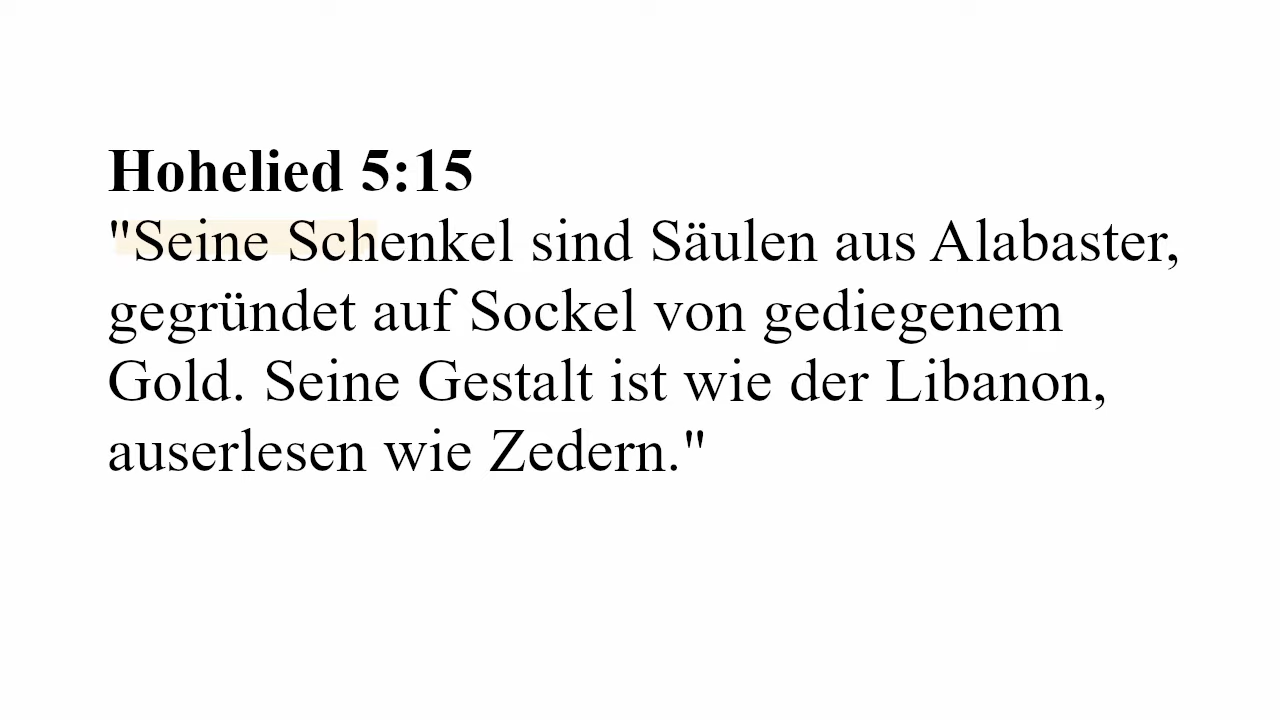 Hohelied 5:15
"Seine Schenkel sind Säulen aus Alabaster,
gegründet auf Sockel von gediegenem
Gold. Seine Gestalt ist wie der Libanon,
auserlesen wie Zedern."